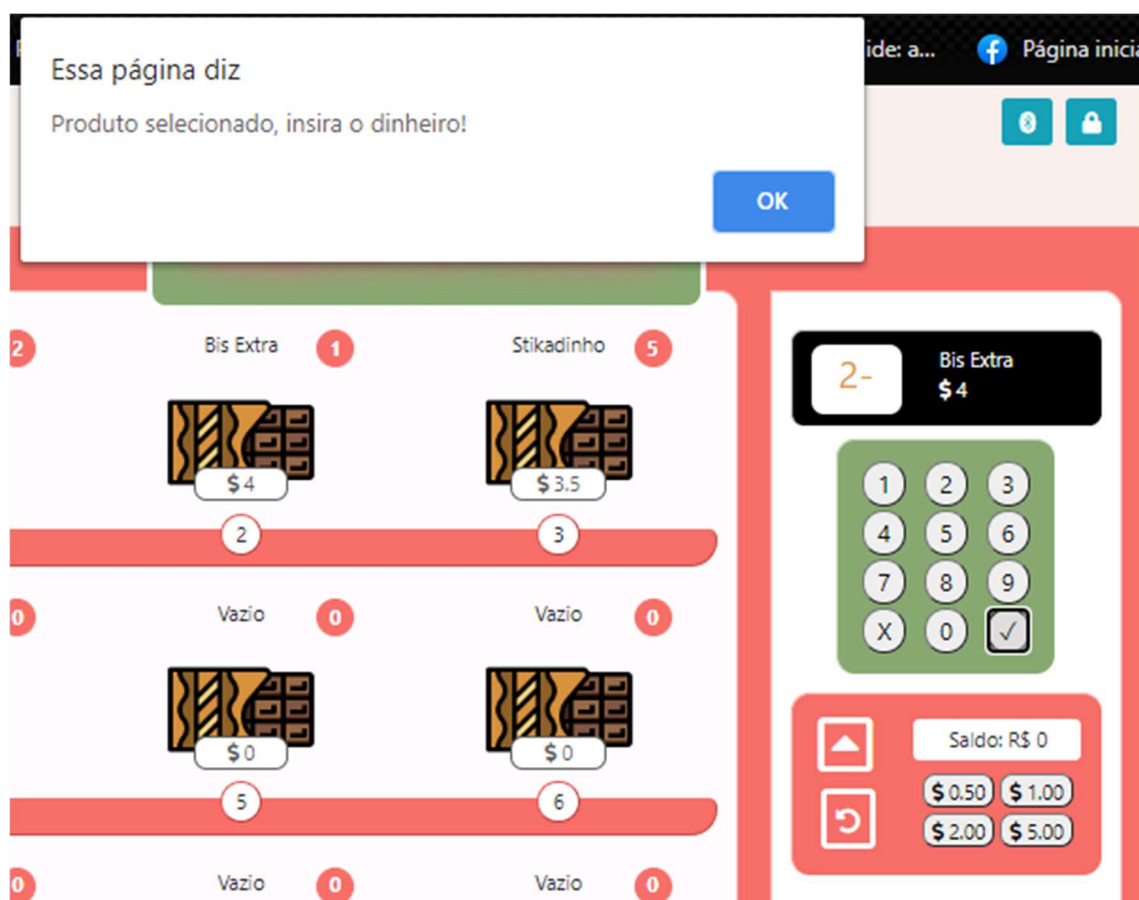 Essa página diz
Produto selecionado, insira o dinheiro!
OK
ide: a...
Página inicia
2
Bis Extra
1
Stikadinho
5
$ 4
$ 3.5
2
3
0
Vazio
0
Vazio
0
$ 0
$ 0
5
6
0
Vazio
0
Vazio
0
2-
Bis Extra
$ 4
1 2 3
4 5 6
7 8 9
X 0 ✓
Saldo: R$ 0
$ 0.50 $ 1.00
$ 2.00 $ 5.00